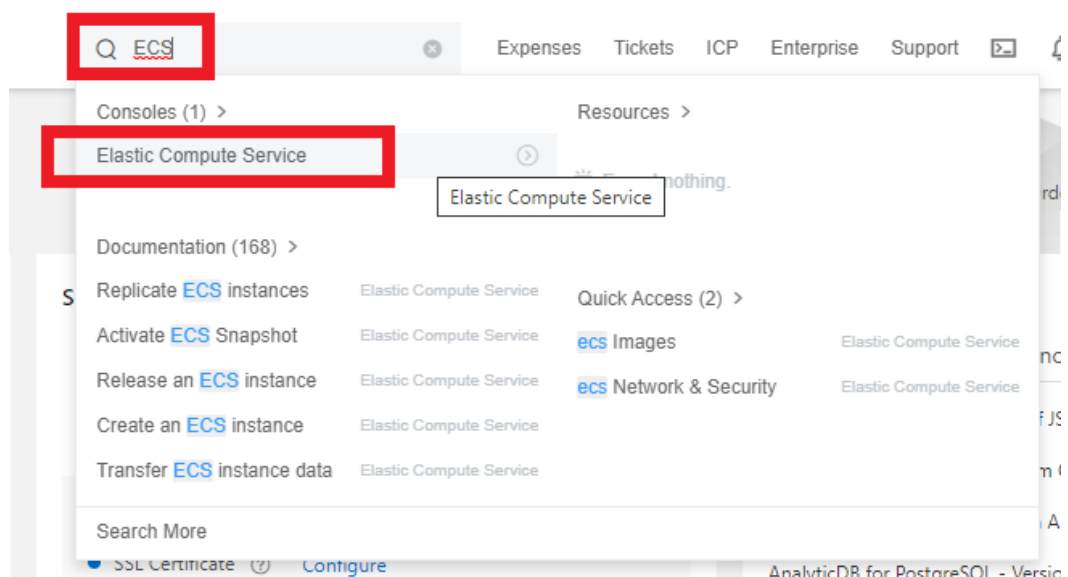 ECS Expenses Tickets ICP Enterprise Support
Consoles (1) >
Elastic Compute Service
Elastic Compute Service
Documentation (168) >
Replicate ECS instances Elastic Compute Service
Activate ECS Snapshot Elastic Compute Service
Release an ECS instance Elastic Compute Service
Create an ECS instance Elastic Compute Service
Transfer ECS instance data Elastic Compute Service
Resources >
Quick Access (2) >
ecs Images Elastic Compute Service
ecs Network & Security Elastic Compute Service
Search More
SSL Certificate Configure
AnalyticDB for PostgreSQL - Versio